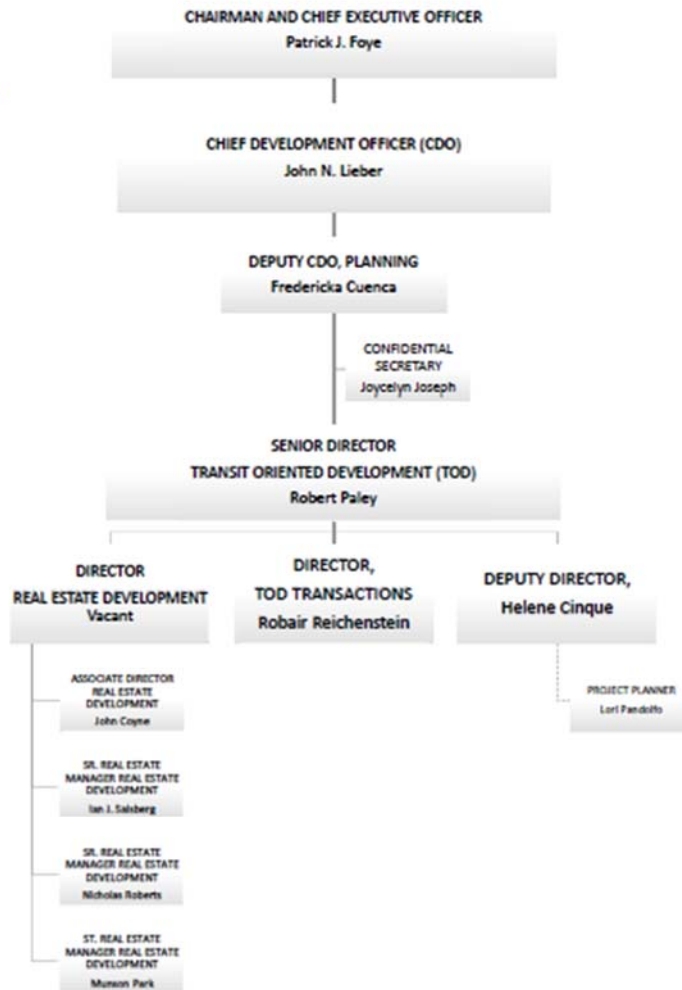 CHAIRMAN AND CHIEF EXECUTIVE OFFICER
Patrick J. Foye
CHIEF DEVELOPMENT OFFICER (CDO)
John N. Lieber
DEPUTY CDO, PLANNING
Fredericka Cuenca
CONFIDENTIAL
SECRETARY
Joycelyn Joseph
SENIOR DIRECTOR
TRANSIT ORIENTED DEVELOPMENT (TOD)
Robert Paley
DIRECTOR
REAL ESTATE DEVELOPMENT
Vacant
DIRECTOR,
TOD TRANSACTIONS
Robair Reichenstein
DEPUTY DIRECTOR,
Helene Cinque
ASSOCIATE DIRECTOR
REAL ESTATE
DEVELOPMENT
John Coyne
PROJECT PLANNER
Lori Pandolfo
SR. REAL ESTATE
MANAGER REAL ESTATE
DEVELOPMENT
Ian J. Salsberg
SR. REAL ESTATE
MANAGER REAL ESTATE
DEVELOPMENT
Nicholas Roberts
ST. REAL ESTATE
MANAGER REAL ESTATE
DEVELOPMENT
Munson Park